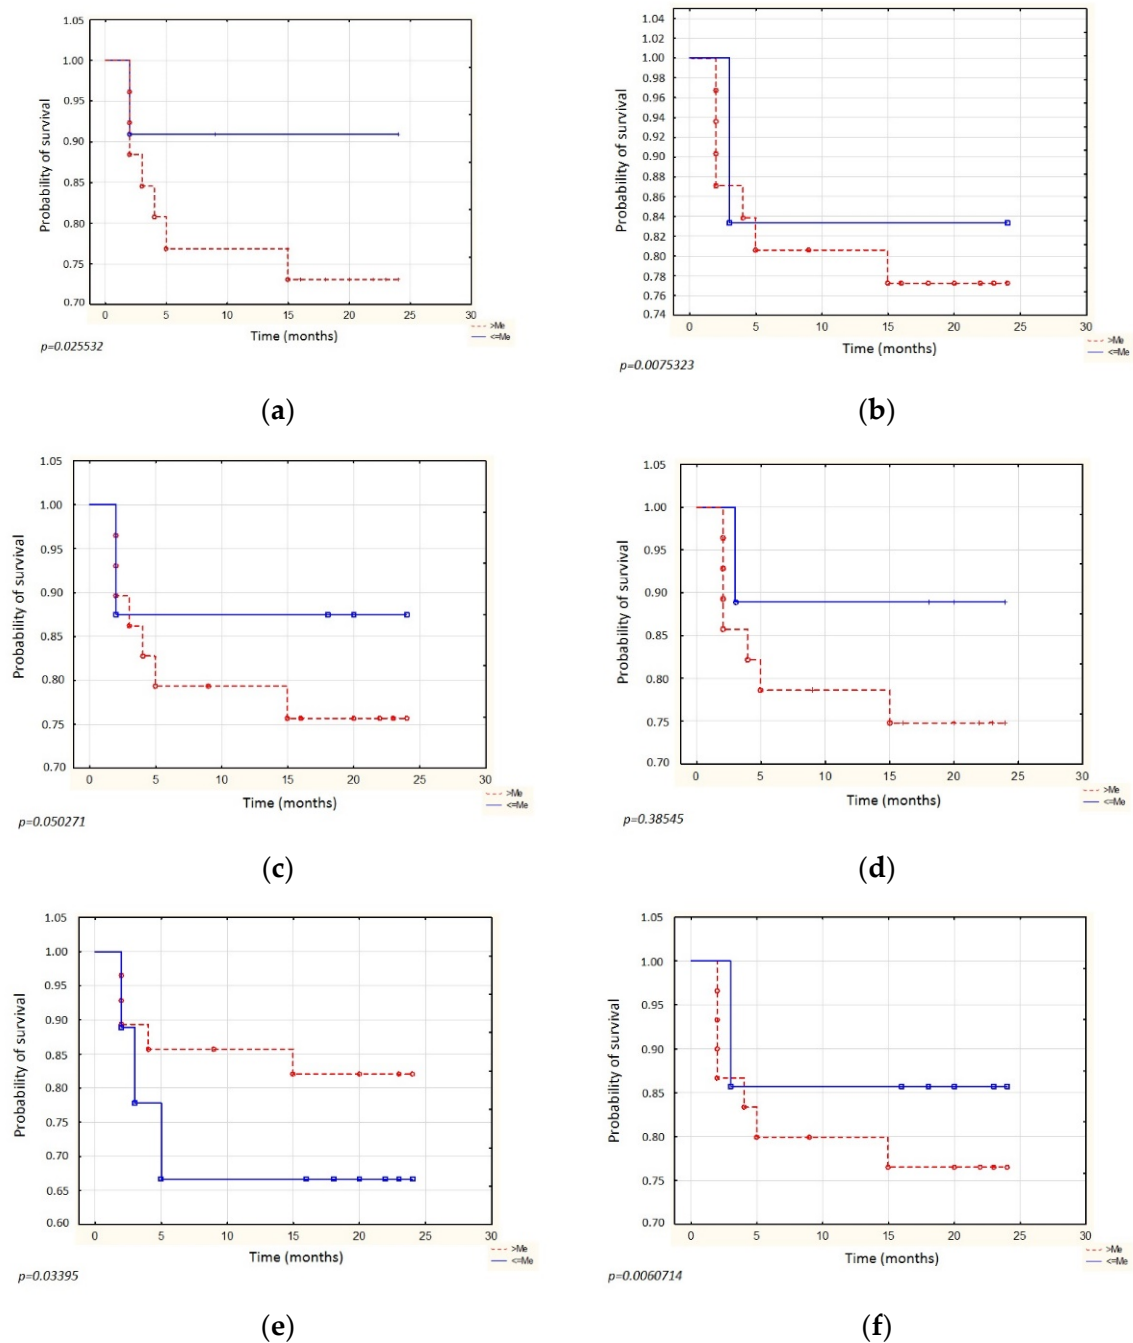 1.05
1.00
0.95
0.90
0.85
0.80
0.75
0.70
Probability of survival
0 5 10 15 20 25 30
Time (months)
>Me
<=Me
p=0.025532
(a)
1.04
1.02
1.00
0.98
0.96
0.94
0.92
0.90
0.88
0.86
0.84
0.82
0.80
0.78
0.76
0.74
Probability of survival
0 5 10 15 20 25 30
Time (months)
>Me
<=Me
p=0.0075323
(b)
1.05
1.00
0.95
0.90
0.85
0.80
0.75
0.70
Probability of survival
0 5 10 15 20 25 30
Time (months)
>Me
<=Me
p=0.050271
(c)
1.05
1.00
0.95
0.90
0.85
0.80
0.75
0.70
Probability of survival
0 5 10 15 20 25 30
Time (months)
>Me
<=Me
p=0.38545
(d)
1.05
1.00
0.95
0.90
0.85
0.80
0.75
0.70
0.65
0.60
Probability of survival
0 5 10 15 20 25 30
Time (months)
>Me
<=Me
p=0.03395
(e)
1.05
1.00
0.95
0.90
0.85
0.80
0.75
0.70
Probability of survival
0 5 10 15 20 25 30
Time (months)
>Me
<=Me
p=0.0060714
(f)